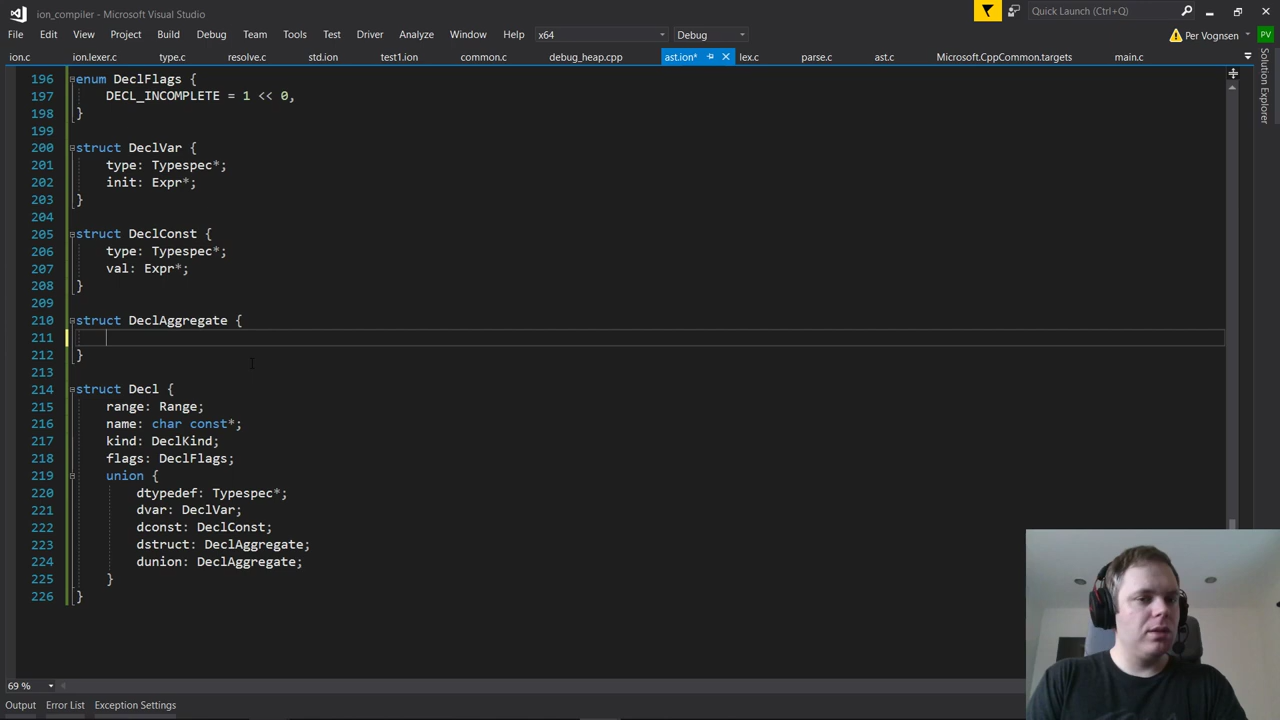 ion_compiler - Microsoft Visual Studio
Quick Launch (Ctrl+Q)
File Edit View Project Build Debug Team Tools Test Driver Analyze Window Help x64 Debug Per Vognsen PV
ion.c ion.lexer.c type.c resolve.c std.ion test1.ion common.c debug_heap.cpp ast.ion* lex.c parse.c ast.c Microsoft.CppCommon.targets main.c
Solution Explorer
196 enum DeclFlags {
197 DECL_INCOMPLETE = 1 << 0,
198 }
199
200 struct DeclVar {
201 type: Typespec*;
202 init: Expr*;
203 }
204
205 struct DeclConst {
206 type: Typespec*;
207 val: Expr*;
208 }
209
210 struct DeclAggregate {
211
212 }
213
214 struct Decl {
215 range: Range;
216 name: char const*;
217 kind: DeclKind;
218 flags: DeclFlags;
219 union {
220 dtypedef: Typespec*;
221 dvar: DeclVar;
222 dconst: DeclConst;
223 dstruct: DeclAggregate;
224 dunion: DeclAggregate;
225 }
226 }
69 %
Output Error List Exception Settings